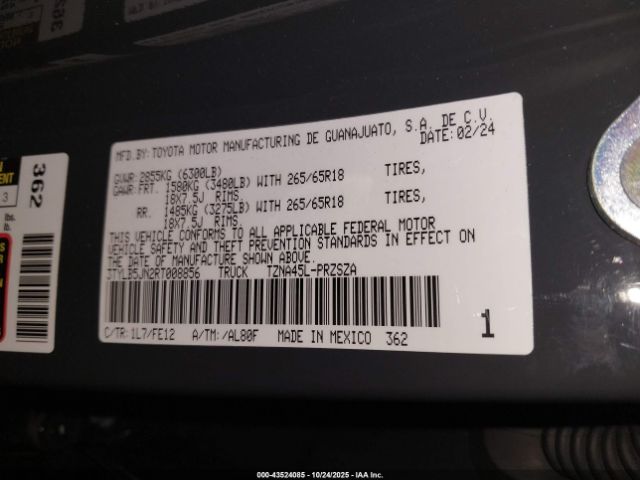 MFD.BY:TOYOTA MOTOR MANUFACTURING DE GUANAJUATO, S.A. DE C.V.
DATE: 02/24
GVWR: 2855KG (6300LB)
GAWR:FRT. 1580KG (3480LB) WITH 265/65R18 TIRES,
18X7.5J RIMS
RR. 1485KG (3275LB) WITH 265/65R18 TIRES,
18X7.5J RIMS
THIS VEHICLE CONFORMS TO ALL APPLICABLE FEDERAL MOTOR
VEHICLE SAFETY AND THEFT PREVENTION STANDARDS IN EFFECT ON
THE DATE OF MANUFACTURE SHOWN ABOVE.
3TYLB5JN2RT008856 TRUCK TZNA45L-PRZSZA
C/TR: 1L7/FE12 A/TM: /AL80F MADE IN MEXICO 362
1
362
3
lbs.
lb.
000-43524085 - 10/24/2025 - IAA Inc.